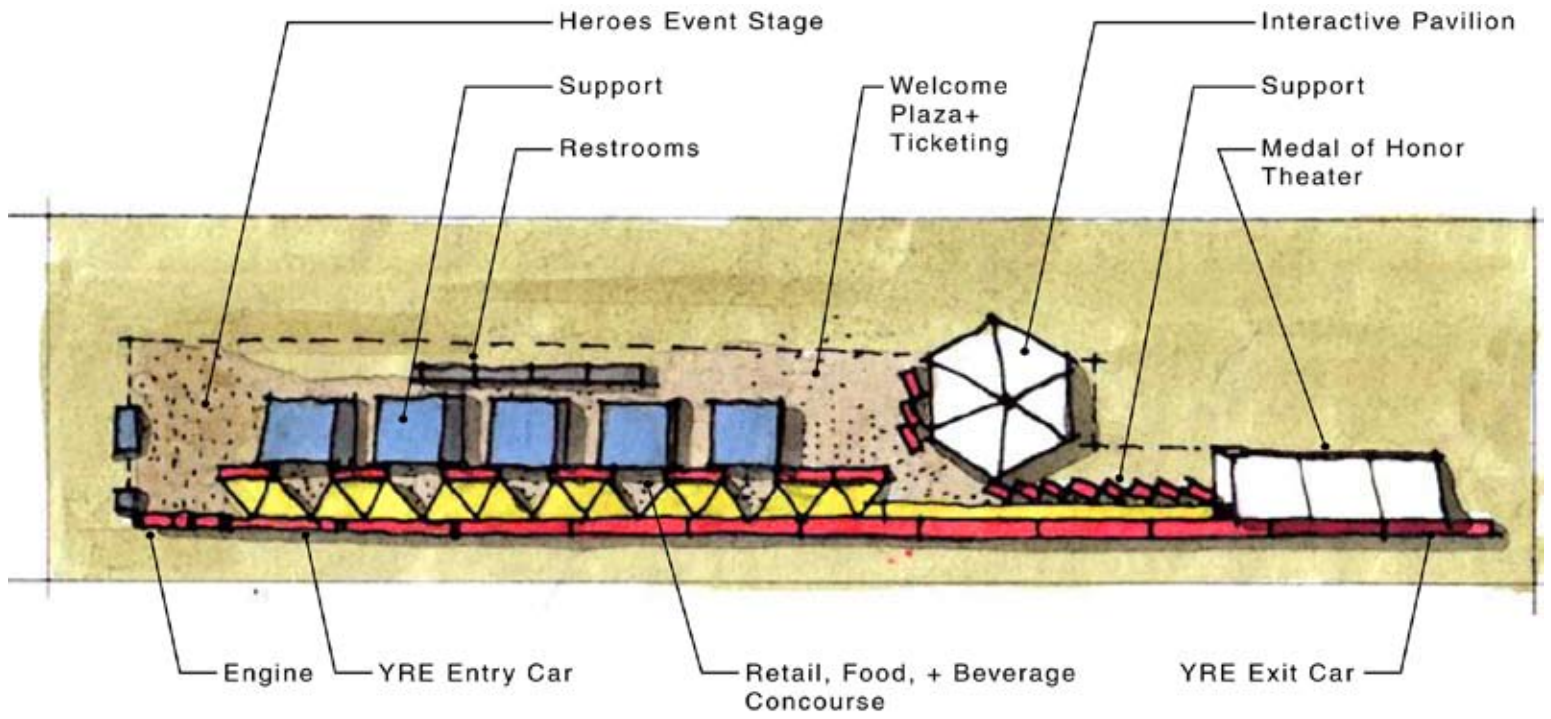 Heroes Event Stage
Interactive Pavilion
Support
Welcome
Plaza+
Ticketing
Support
Restrooms
Medal of Honor
Theater
Engine
YRE Entry Car
Retail, Food, + Beverage
Concourse
YRE Exit Car